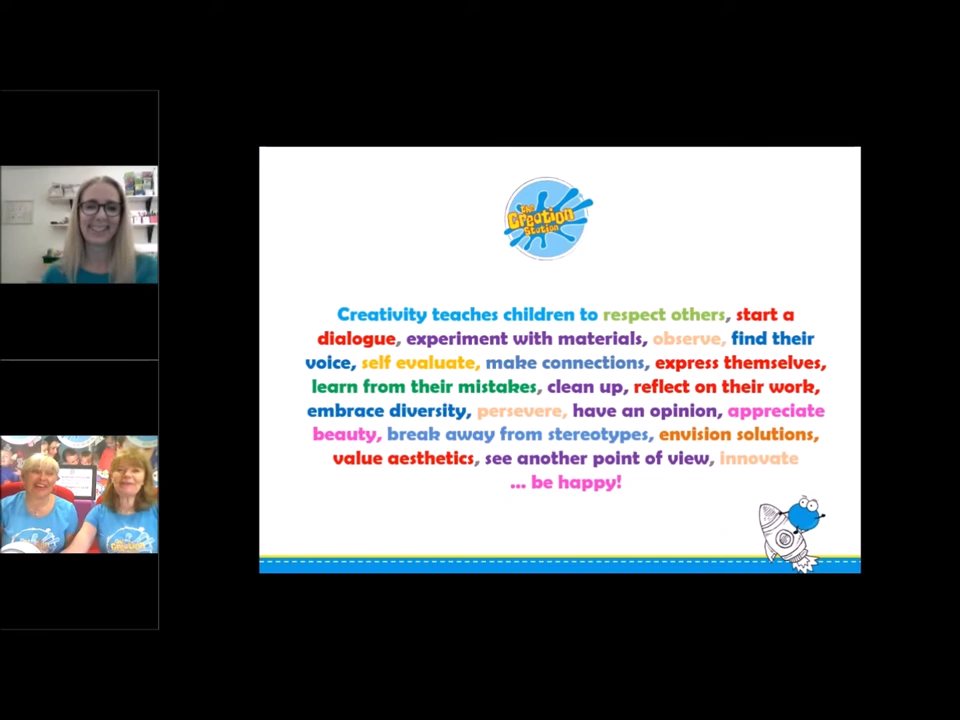 the
Creation
Station
Creativity teaches children to respect others, start a
dialogue, experiment with materials, observe, find their
voice, self evaluate, make connections, express themselves,
learn from their mistakes, clean up, reflect on their work,
embrace diversity, persevere, have an opinion, appreciate
beauty, break away from stereotypes, envision solutions,
value aesthetics, see another point of view, innovate
... be happy!